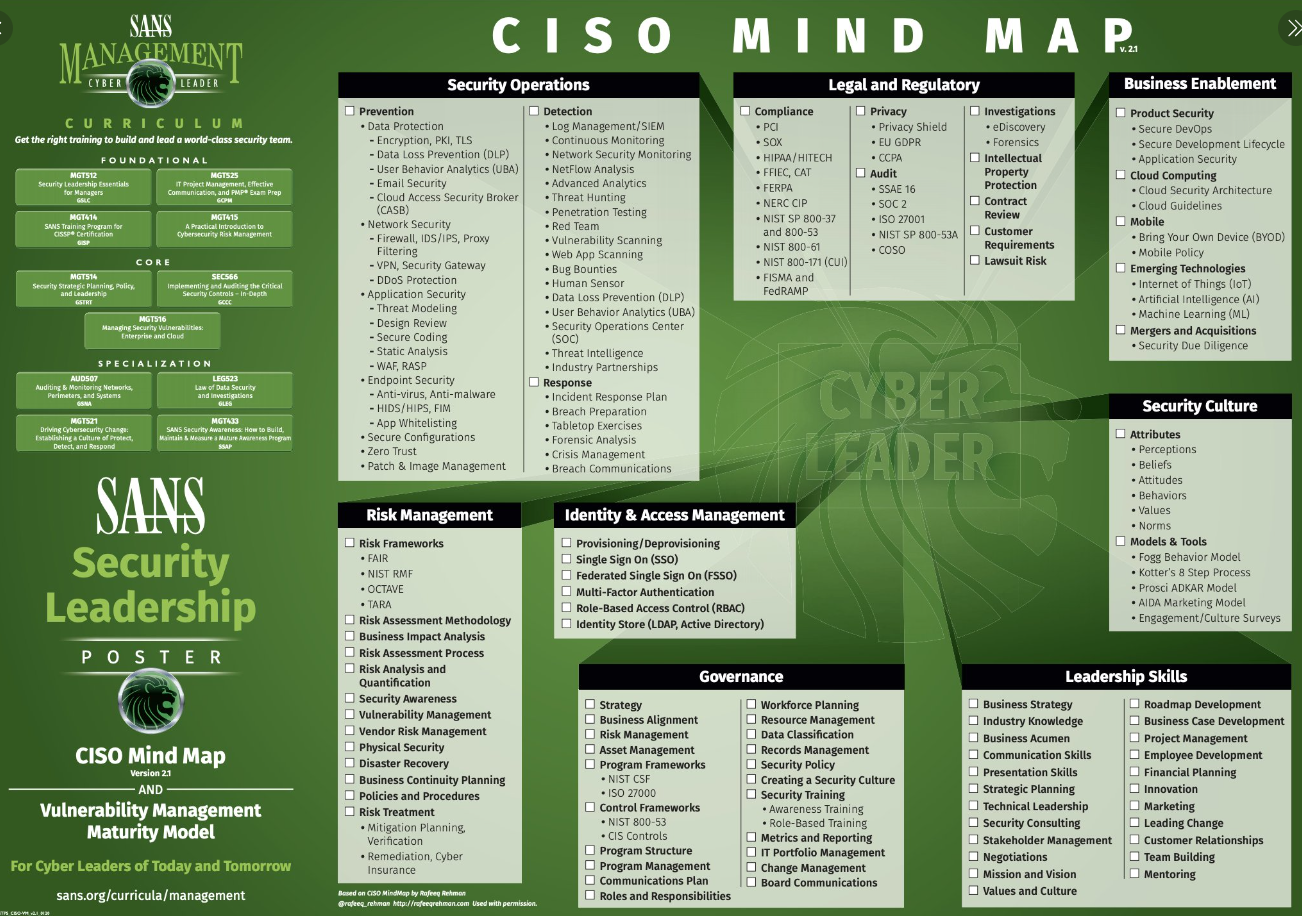 SANS
MANAGEMENT
CYBER LEADER
CURRICULUM
Get the right training to build and lead a world-class security team.
FOUNDATIONAL
MGT512
Security Leadership Essentials
for Managers
GSLC
MGT525
IT Project Management, Effective
Communication, and PMP® Exam Prep
GCPM
MGT414
SANS Training Program for
CISSP® Certification
GISP
MGT415
A Practical Introduction to
Cybersecurity Risk Management
CORE
MGT514
Security Strategic Planning, Policy,
and Leadership
GSTRT
SEC566
Implementing and Auditing the Critical
Security Controls – In-Depth
GCCC
MGT516
Managing Security Vulnerabilities:
Enterprise and Cloud
SPECIALIZATION
AUD507
Auditing & Monitoring Networks,
Perimeters, and Systems
GSNA
LEG523
Law of Data Security
and Investigations
GLEG
MGT521
Driving Cybersecurity Change:
Establishing a Culture of Protect,
Detect, and Respond
MGT433
SANS Security Awareness: How to Build,
Maintain & Measure a Mature Awareness Program
SSAP
SANS
Security
Leadership
POSTER
CISO Mind Map
Version 2.1
AND
Vulnerability Management
Maturity Model
For Cyber Leaders of Today and Tomorrow
sans.org/curricula/management
CISO MIND MAP
v. 2.1
Security Operations
Prevention
• Data Protection
- Encryption, PKI, TLS
- Data Loss Prevention (DLP)
- User Behavior Analytics (UBA)
- Email Security
- Cloud Access Security Broker
(CASB)
• Network Security
- Firewall, IDS/IPS, Proxy
Filtering
- VPN, Security Gateway
- DDoS Protection
• Application Security
- Threat Modeling
- Design Review
- Secure Coding
- Static Analysis
- WAF, RASP
• Endpoint Security
- Anti-virus, Anti-malware
- HIDS/HIPS, FIM
- App Whitelisting
• Secure Configurations
• Zero Trust
• Patch & Image Management
Detection
• Log Management/SIEM
• Continuous Monitoring
• Network Security Monitoring
• NetFlow Analysis
• Advanced Analytics
• Threat Hunting
• Penetration Testing
• Red Team
• Vulnerability Scanning
• Web App Scanning
• Bug Bounties
• Human Sensor
• Data Loss Prevention (DLP)
• User Behavior Analytics (UBA)
• Security Operations Center
(SOC)
• Threat Intelligence
• Industry Partnerships
Response
• Incident Response Plan
• Breach Preparation
• Tabletop Exercises
• Forensic Analysis
• Crisis Management
• Breach Communications
Legal and Regulatory
Compliance
• PCI
• SOX
• HIPAA/HITECH
• FFIEC, CAT
• FERPA
• NERC CIP
• NIST SP 800-37
and 800-53
• NIST 800-61
• NIST 800-171 (CUI)
• FISMA and
FedRAMP
Privacy
• Privacy Shield
• EU GDPR
• CCPA
Audit
• SSAE 16
• SOC 2
• ISO 27001
• NIST SP 800-53A
• COSO
Investigations
• eDiscovery
• Forensics
Intellectual
Property
Protection
Contract
Review
Customer
Requirements
Lawsuit Risk
Business Enablement
Product Security
• Secure DevOps
• Secure Development Lifecycle
• Application Security
Cloud Computing
• Cloud Security Architecture
• Cloud Guidelines
Mobile
• Bring Your Own Device (BYOD)
• Mobile Policy
Emerging Technologies
• Internet of Things (IoT)
• Artificial Intelligence (AI)
• Machine Learning (ML)
Mergers and Acquisitions
• Security Due Diligence
CYBER
LEADER
Security Culture
Attributes
• Perceptions
• Beliefs
• Attitudes
• Behaviors
• Values
• Norms
Models & Tools
• Fogg Behavior Model
• Kotter's 8 Step Process
• Prosci ADKAR Model
• AIDA Marketing Model
• Engagement/Culture Surveys
Risk Management
Risk Frameworks
• FAIR
• NIST RMF
• OCTAVE
• TARA
Risk Assessment Methodology
Business Impact Analysis
Risk Assessment Process
Risk Analysis and
Quantification
Security Awareness
Vulnerability Management
Vendor Risk Management
Physical Security
Disaster Recovery
Business Continuity Planning
Policies and Procedures
Risk Treatment
• Mitigation Planning,
Verification
• Remediation, Cyber
Insurance
Based on CISO MindMap by Rafeeq Rehman
@rafeeq_rehman http://rafeeqrehman.com Used with permission.
Identity & Access Management
Provisioning/Deprovisioning
Single Sign On (SSO)
Federated Single Sign On (FSSO)
Multi-Factor Authentication
Role-Based Access Control (RBAC)
Identity Store (LDAP, Active Directory)
Governance
Strategy
Business Alignment
Risk Management
Asset Management
Program Frameworks
• NIST CSF
• ISO 27000
Control Frameworks
• NIST 800-53
• CIS Controls
Program Structure
Program Management
Communications Plan
Roles and Responsibilities
Workforce Planning
Resource Management
Data Classification
Records Management
Security Policy
Creating a Security Culture
Security Training
• Awareness Training
• Role-Based Training
Metrics and Reporting
IT Portfolio Management
Change Management
Board Communications
Leadership Skills
Business Strategy
Industry Knowledge
Business Acumen
Communication Skills
Presentation Skills
Strategic Planning
Technical Leadership
Security Consulting
Stakeholder Management
Negotiations
Mission and Vision
Values and Culture
Roadmap Development
Business Case Development
Project Management
Employee Development
Financial Planning
Innovation
Marketing
Leading Change
Customer Relationships
Team Building
Mentoring